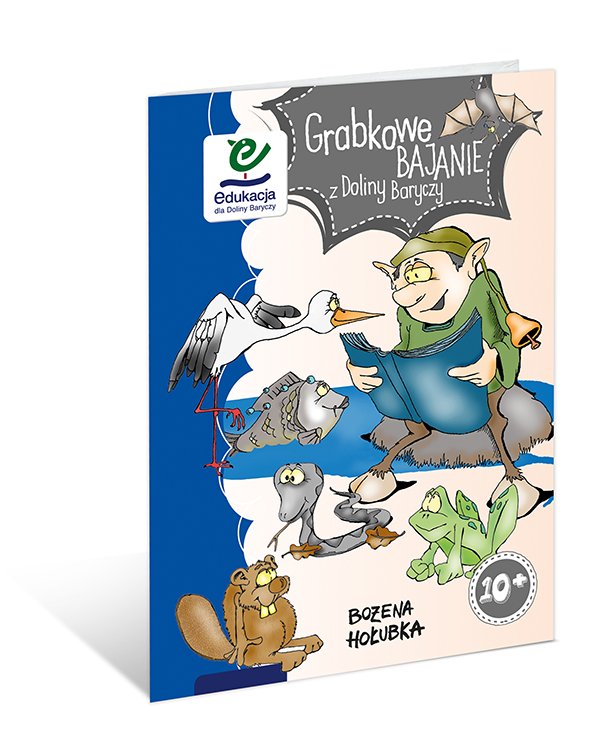 Grabkowe
BAJANIE
z Doliny Baryczy
edukacja
dla Doliny Baryczy
10+
BOŻENA
HOŁUBKA